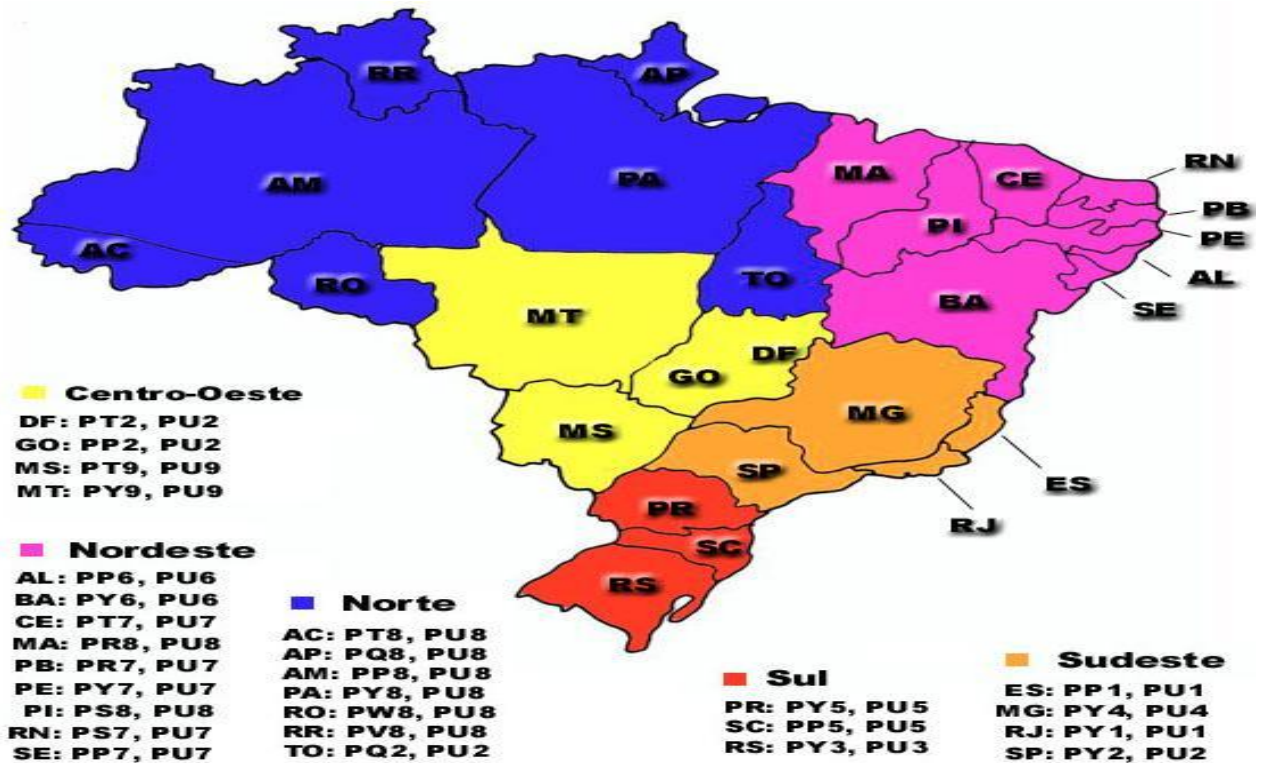 RR
AP
AM
PA
MA
CE
RN
PB
PE
AL
SE
PI
AC
RO
TO
BA
MT
DF
GO
MG
MS
SP
ES
RJ
PR
SC
RS
Centro-Oeste
DF: PT2, PU2
GO: PP2, PU2
MS: PT9, PU9
MT: PY9, PU9
Nordeste
AL: PP6, PU6
BA: PY6, PU6
CE: PT7, PU7
MA: PR8, PU8
PB: PR7, PU7
PE: PY7, PU7
PI: PS8, PU8
RN: PS7, PU7
SE: PP7, PU7
Norte
AC: PT8, PU8
AP: PQ8, PU8
AM: PP8, PU8
PA: PY8, PU8
RO: PW8, PU8
RR: PV8, PU8
TO: PQ2, PU2
Sul
PR: PY5, PU5
SC: PP5, PU5
RS: PY3, PU3
Sudeste
ES: PP1, PU1
MG: PY4, PU4
RJ: PY1, PU1
SP: PY2, PU2